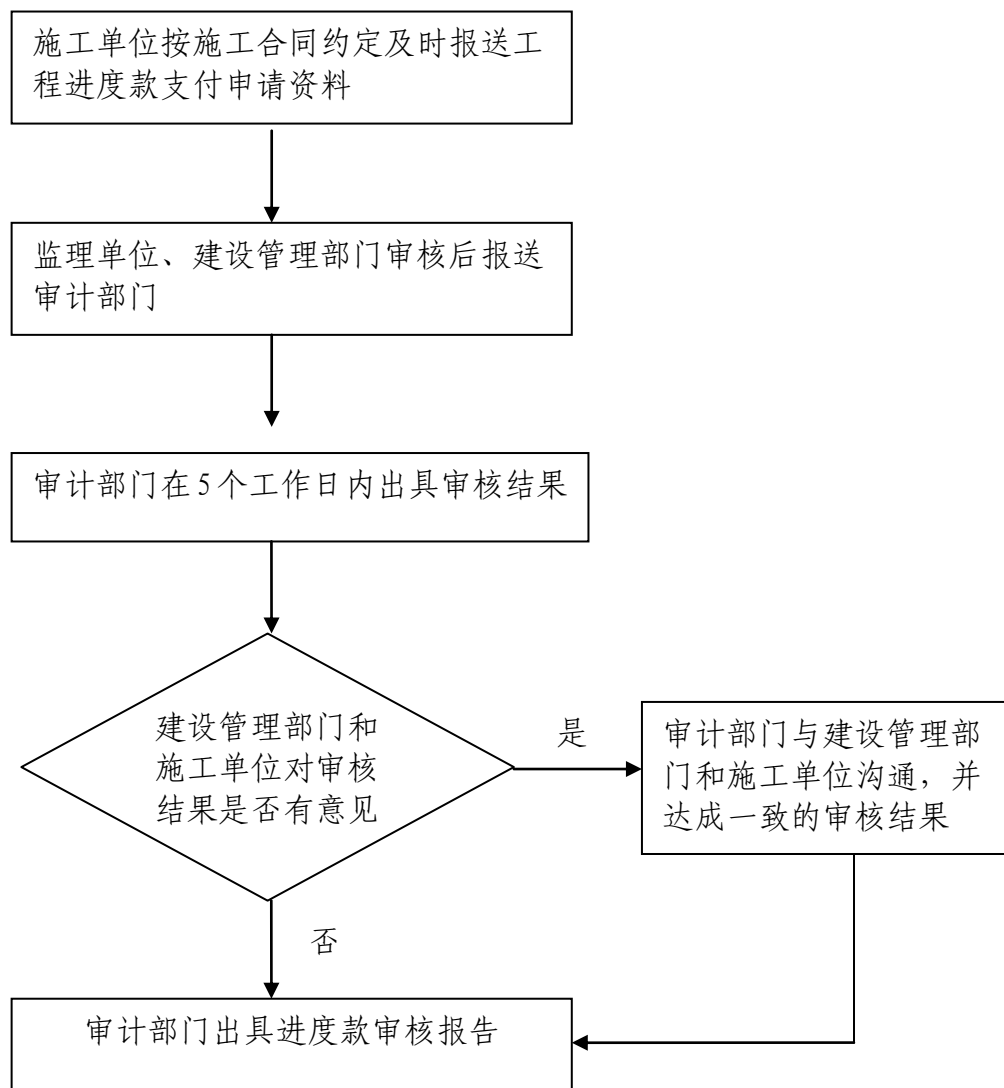 施工单位按施工合同约定及时报送工
程进度款支付申请资料
监理单位、建设管理部门审核后报送
审计部门
审计部门在5个工作日内出具审核结果
建设管理部门和
施工单位对审核
结果是否有意见
是
审计部门与建设管理部
门和施工单位沟通，并
达成一致的审核结果
否
审计部门出具进度款审核报告